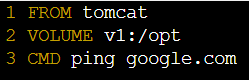 1 FROM tomcat
2 VOLUME v1:/opt
3 CMD ping google.com